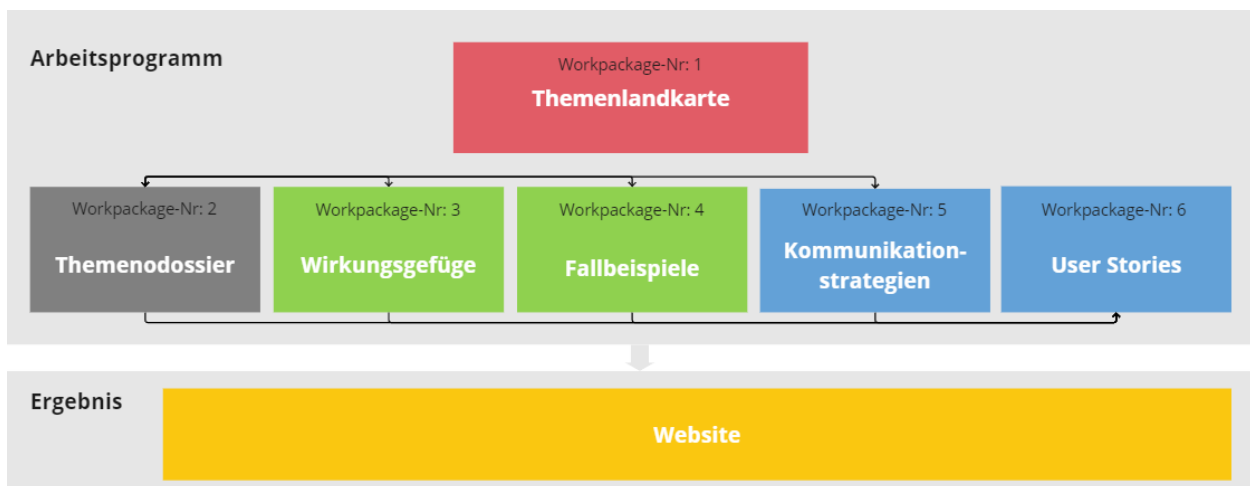 Arbeitsprogramm
Workpackage-Nr: 1
Themenlandkarte
Workpackage-Nr: 2
Themenodossier
Workpackage-Nr: 3
Wirkungsgefüge
Workpackage-Nr: 4
Fallbeispiele
Workpackage-Nr: 5
Kommunikation-
strategien
Workpackage-Nr: 6
User Stories
Ergebnis
Website